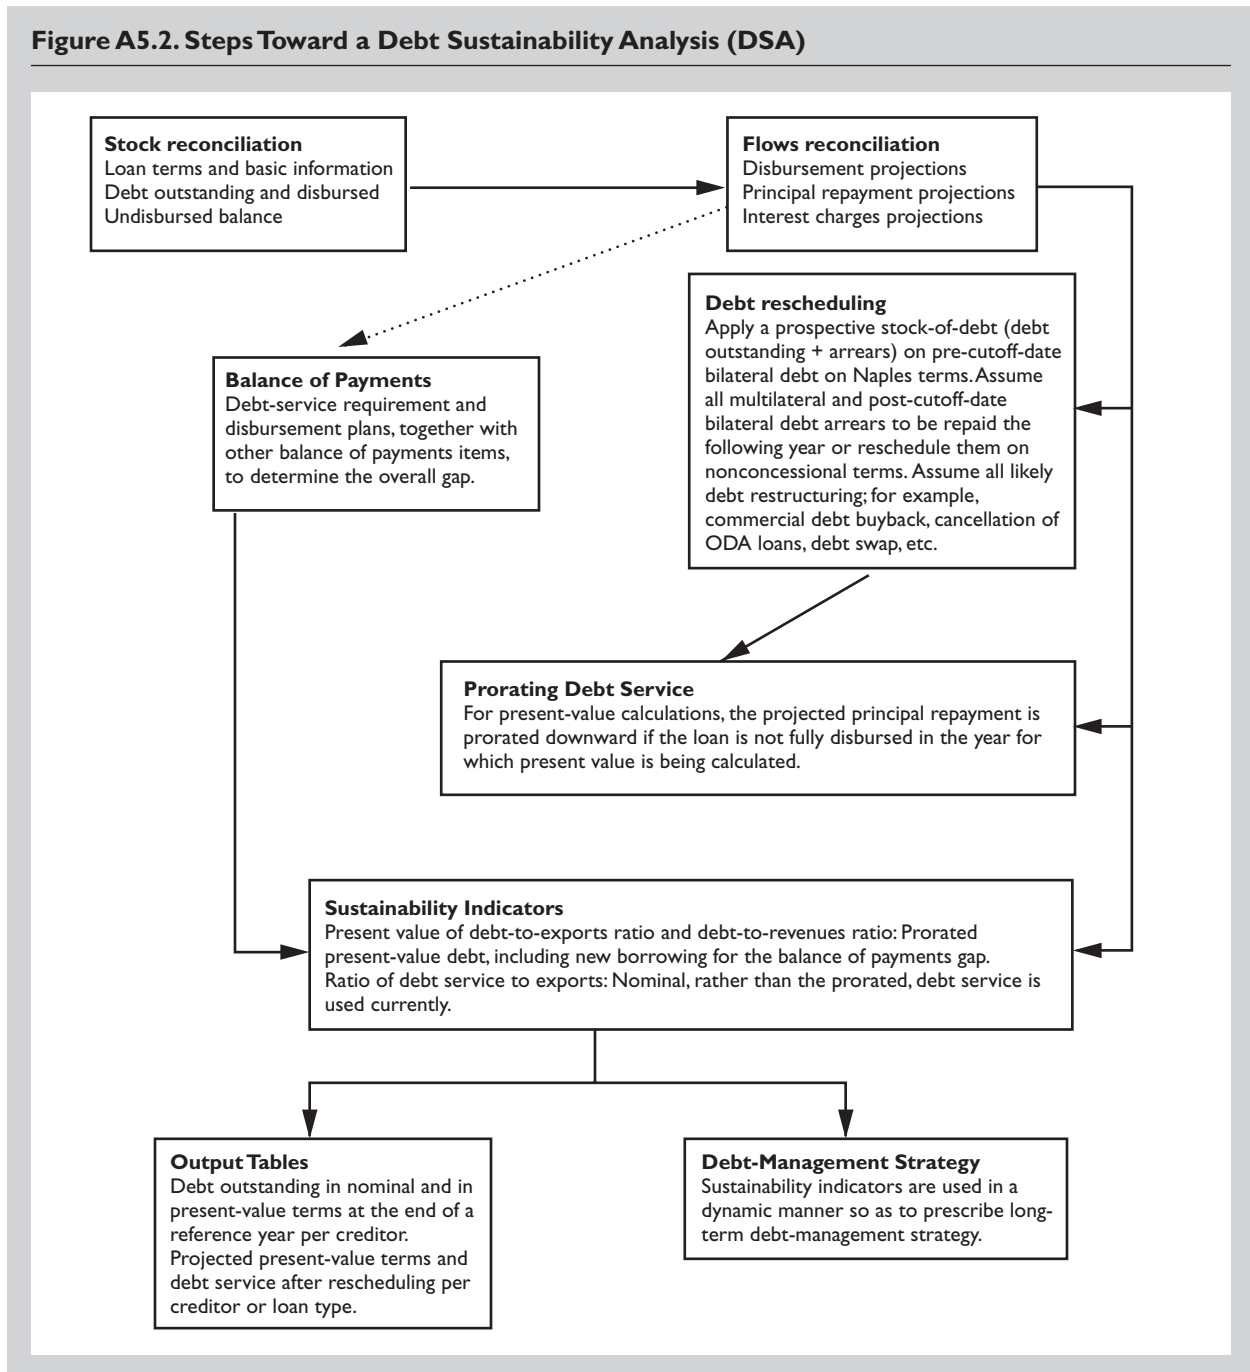 Figure A5.2. Steps Toward a Debt Sustainability Analysis (DSA)
Stock reconciliation
Loan terms and basic information
Debt outstanding and disbursed
Undisbursed balance
Flows reconciliation
Disbursement projections
Principal repayment projections
Interest charges projections
Debt rescheduling
Apply a prospective stock-of-debt (debt
outstanding + arrears) on pre-cutoff-date
bilateral debt on Naples terms. Assume
all multilateral and post-cutoff-date
bilateral debt arrears to be repaid the
following year or reschedule them on
nonconcessional terms. Assume all likely
debt restructuring; for example,
commercial debt buyback, cancellation of
ODA loans, debt swap, etc.
Balance of Payments
Debt-service requirement and
disbursement plans, together with
other balance of payments items,
to determine the overall gap.
Prorating Debt Service
For present-value calculations, the projected principal repayment is
prorated downward if the loan is not fully disbursed in the year for
which present value is being calculated.
Sustainability Indicators
Present value of debt-to-exports ratio and debt-to-revenues ratio: Prorated
present-value debt, including new borrowing for the balance of payments gap.
Ratio of debt service to exports: Nominal, rather than the prorated, debt service is
used currently.
Output Tables
Debt outstanding in nominal and in
present-value terms at the end of a
reference year per creditor.
Projected present-value terms and
debt service after rescheduling per
creditor or loan type.
Debt-Management Strategy
Sustainability indicators are used in a
dynamic manner so as to prescribe long-
term debt-management strategy.